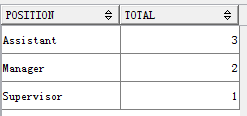 POSITION TOTAL
Assistant 3
Manager 2
Supervisor 1